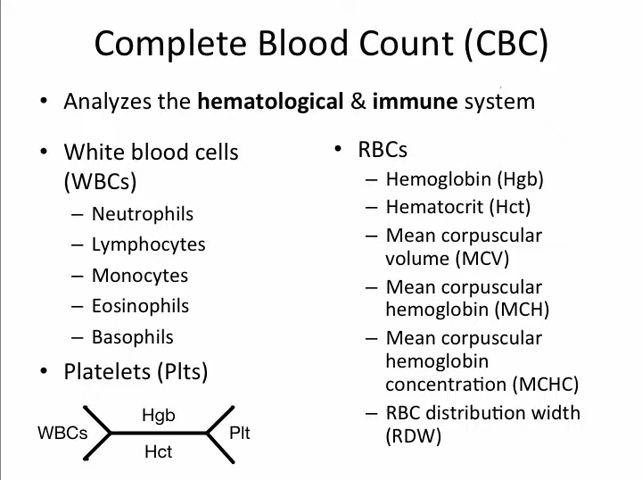 Complete Blood Count (CBC)
• Analyzes the hematological & immune system
• White blood cells
(WBCs)
– Neutrophils
– Lymphocytes
– Monocytes
– Eosinophils
– Basophils
• Platelets (Plts)
WBCs
Hgb
Hct
Plt
• RBCs
– Hemoglobin (Hgb)
– Hematocrit (Hct)
– Mean corpuscular
volume (MCV)
– Mean corpuscular
hemoglobin (MCH)
– Mean corpuscular
hemoglobin
concentration (MCHC)
– RBC distribution width
(RDW)